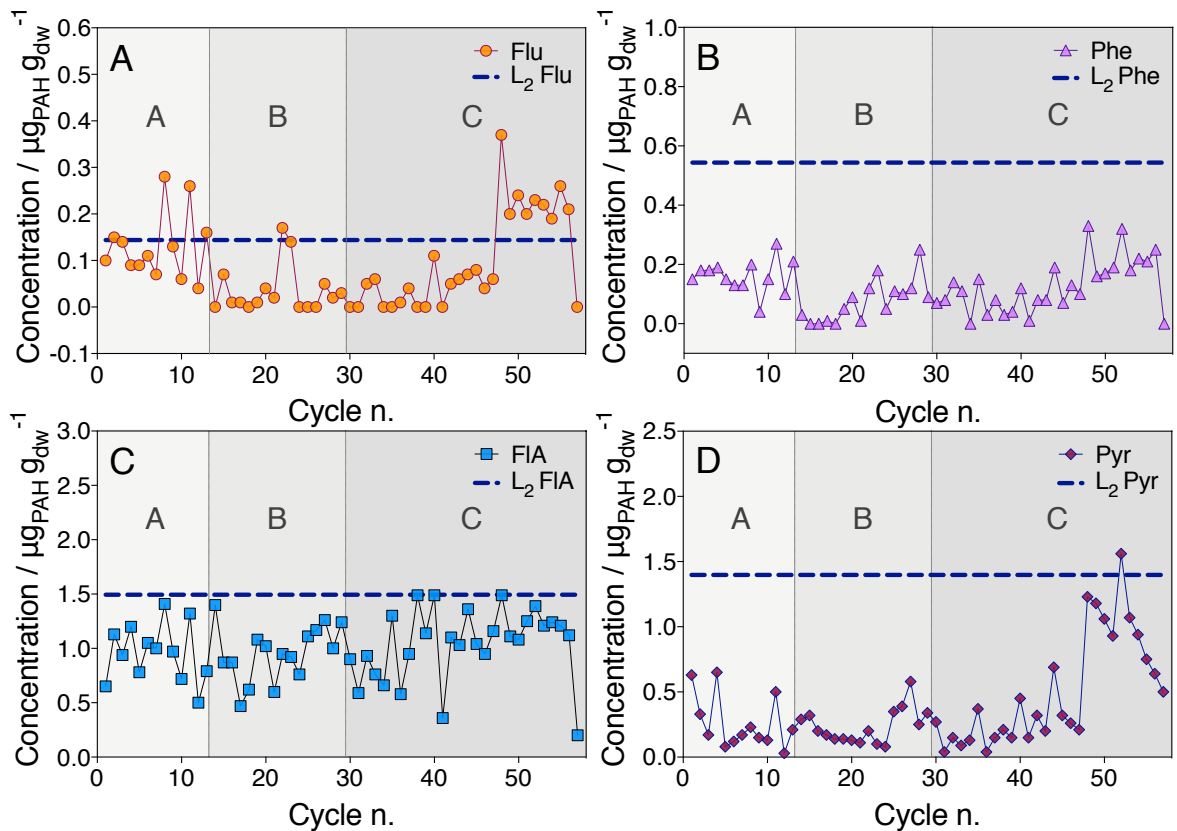 A
Flu
L2 Flu
A B C
0.6
0.5
0.4
0.3
0.2
0.1
0.0
-0.1
0 10 20 30 40 50
Concentration / µgPAH gdw-1
Cycle n.
B
Phe
L2 Phe
A B C
1.0
0.8
0.6
0.4
0.2
0.0
0 10 20 30 40 50
Concentration / µgPAH gdw-1
Cycle n.
C
FlA
L2 FlA
A B C
3.0
2.5
2.0
1.5
1.0
0.5
0.0
0 10 20 30 40 50
Concentration / µgPAH gdw-1
Cycle n.
D
Pyr
L2 Pyr
A B C
2.5
2.0
1.5
1.0
0.5
0.0
0 10 20 30 40 50
Concentration / µgPAH gdw-1
Cycle n.